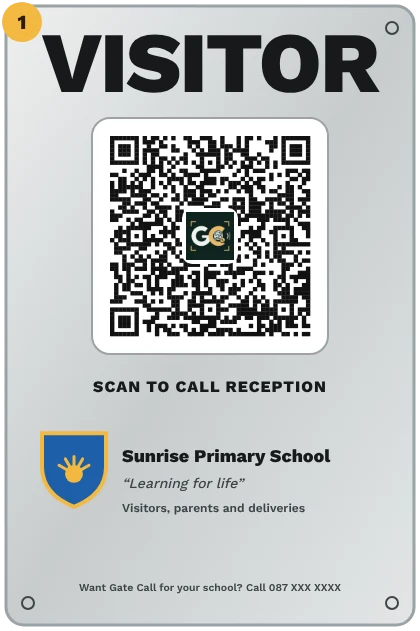 1
VISITOR
GC
SCAN TO CALL RECEPTION
Sunrise Primary School
“Learning for life”
Visitors, parents and deliveries
Want Gate Call for your school? Call 087 XXX XXXX